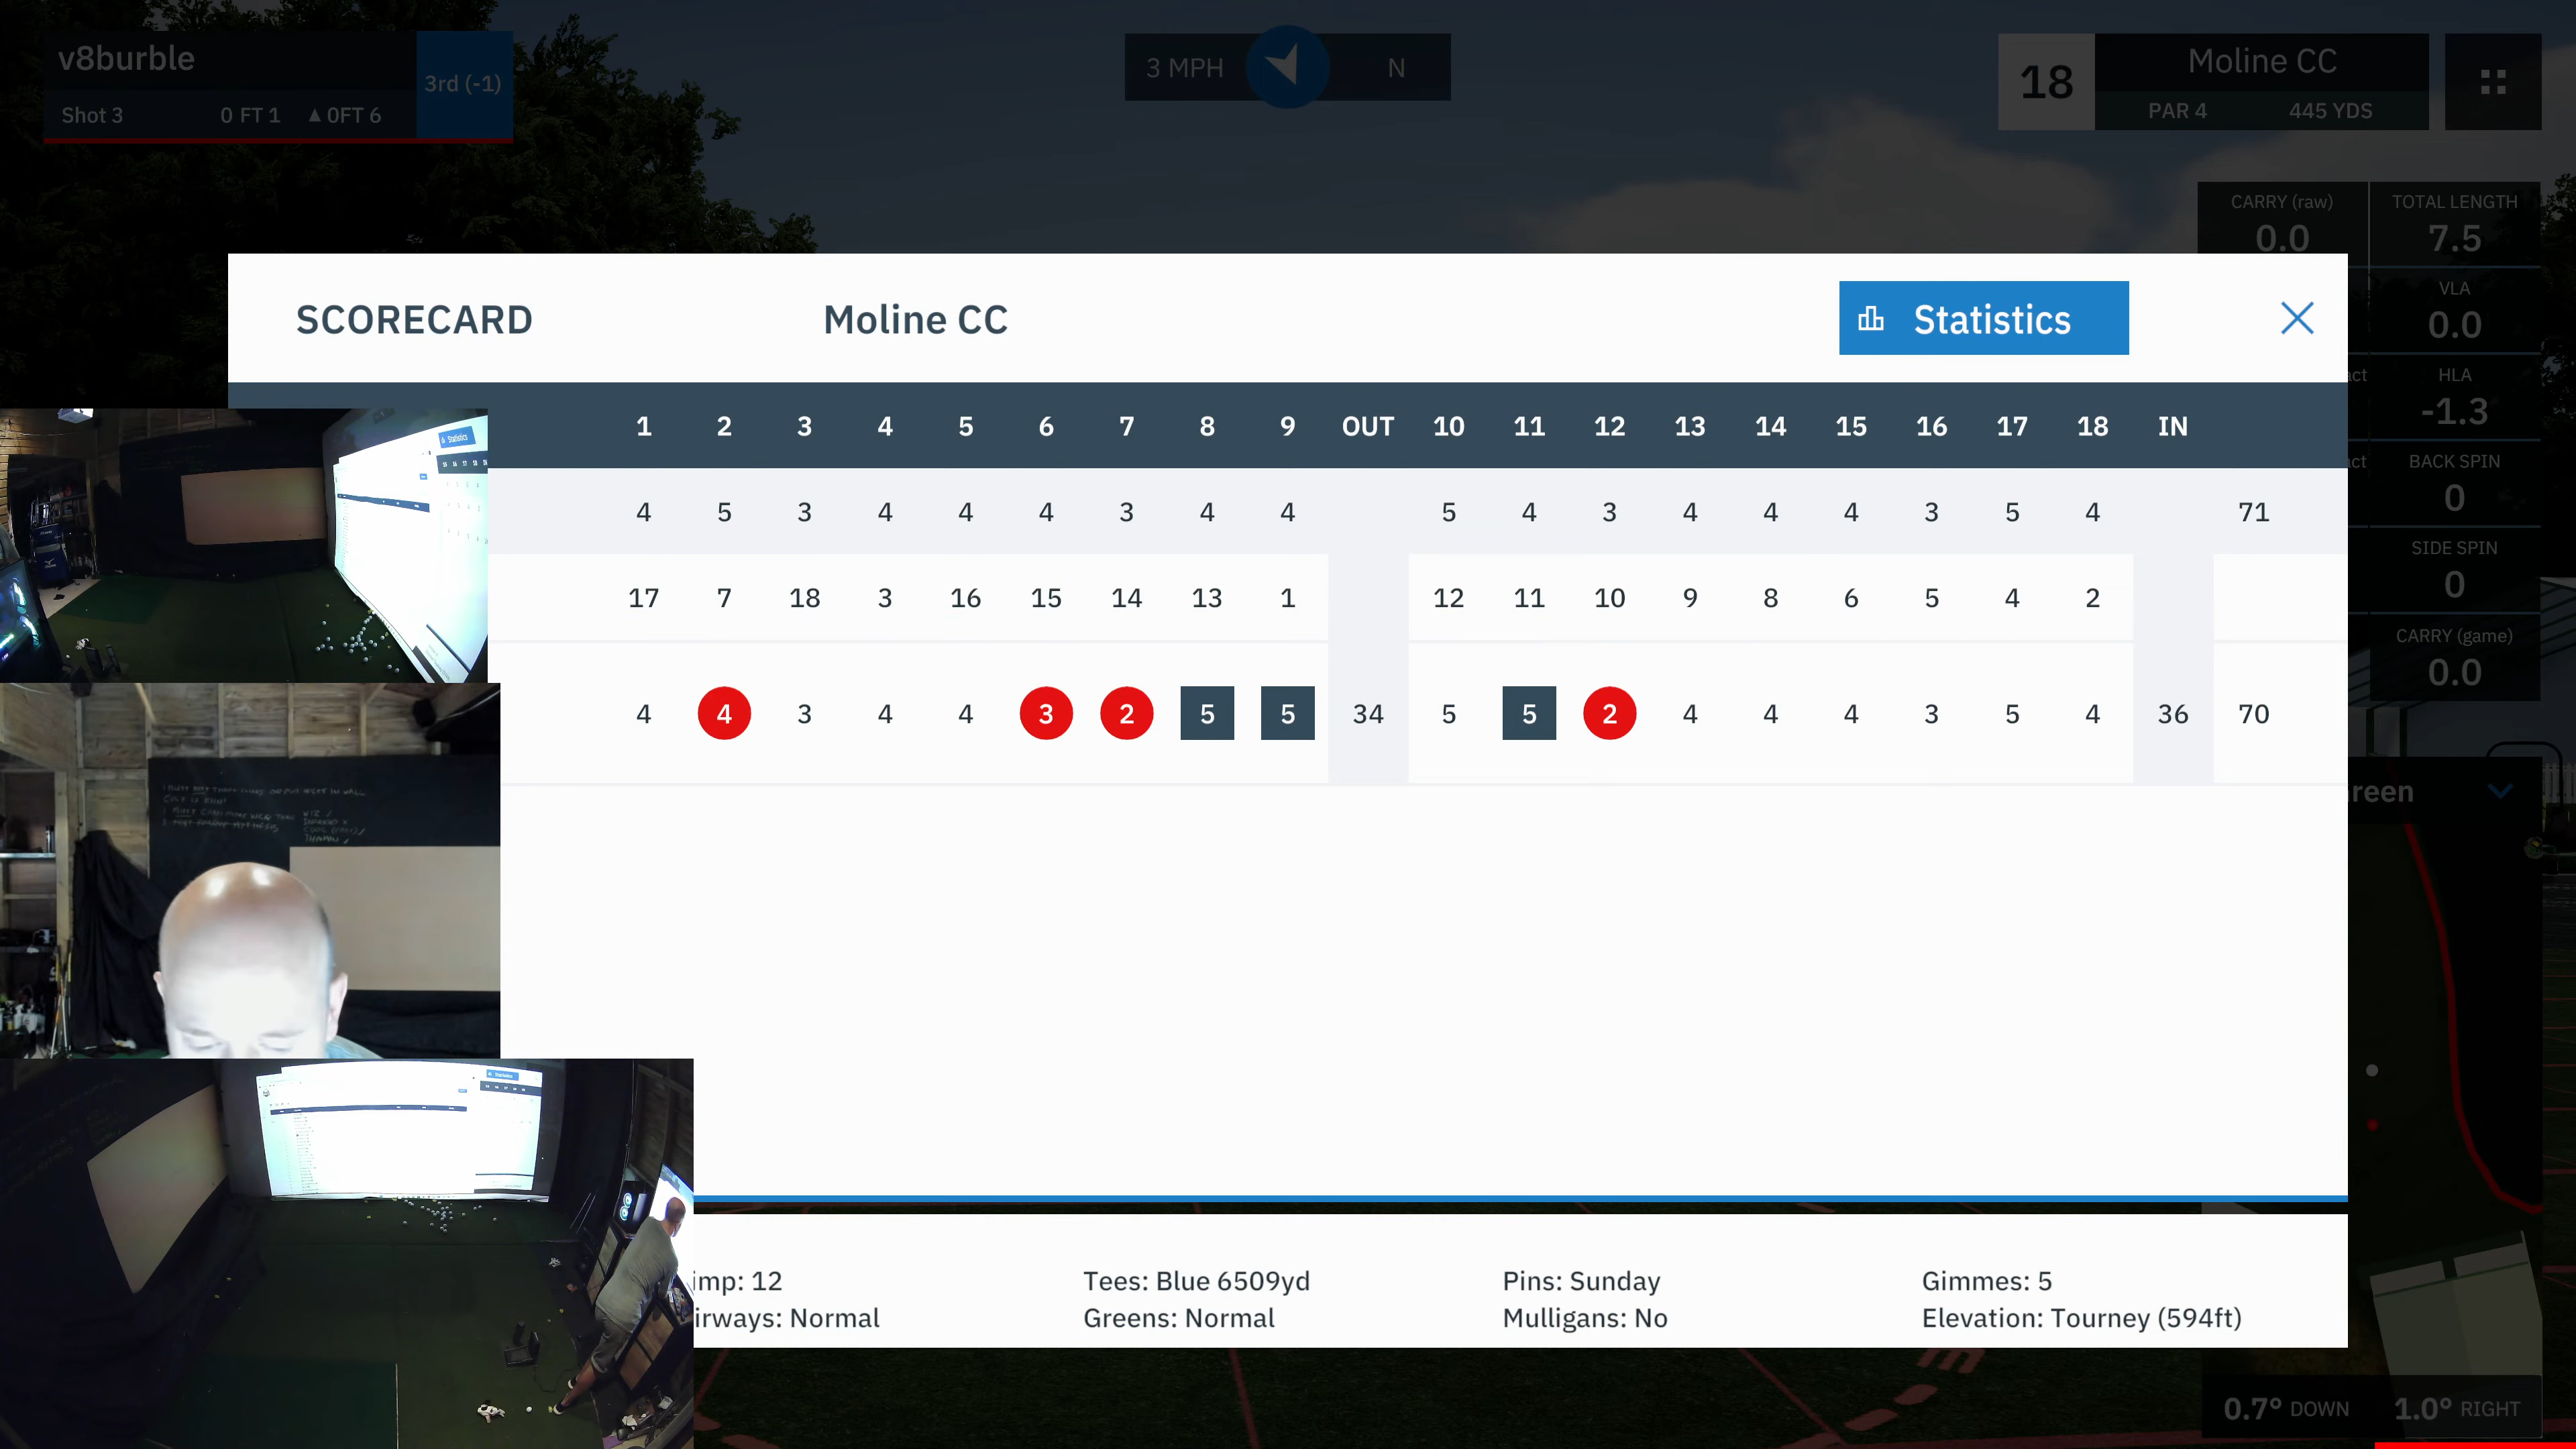 v8burble
3rd (-1)
Shot 3 0 FT 1 ▲0FT 6
3 MPH N
18 Moline CC
PAR 4 445 YDS
CARRY (raw) TOTAL LENGTH
0.0 7.5
VLA
0.0
HLA
-1.3
BACK SPIN
0
SIDE SPIN
0
CARRY (game)
0.0
SCORECARD Moline CC Statistics
1 2 3 4 5 6 7 8 9 OUT 10 11 12 13 14 15 16 17 18 IN
4 5 3 4 4 4 3 4 4 5 4 3 4 4 4 3 5 4 71
17 7 18 3 16 15 14 13 1 12 11 10 9 8 6 5 4 2
4 4 3 4 4 3 2 5 5 34 5 5 2 4 4 4 3 5 4 36 70
reen
imp: 12 Tees: Blue 6509yd Pins: Sunday Gimmes: 5
irways: Normal Greens: Normal Mulligans: No Elevation: Tourney (594ft)
0.7° DOWN 1.0° RIGHT